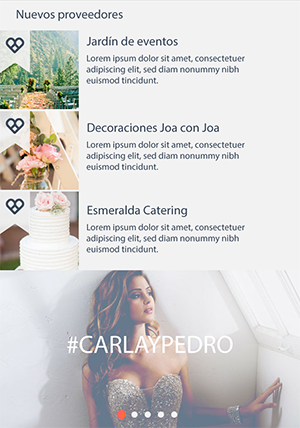 Nuevos proveedores
Jardín de eventos
Lorem ipsum dolor sit amet, consectetuer
adipiscing elit, sed diam nonummy nibh
euismod tincidunt.
Decoraciones Joa con Joa
Lorem ipsum dolor sit amet, consectetuer
adipiscing elit, sed diam nonummy nibh
euismod tincidunt.
Esmeralda Catering
Lorem ipsum dolor sit amet, consectetuer
adipiscing elit, sed diam nonummy nibh
euismod tincidunt.
#CARLAYPEDRO